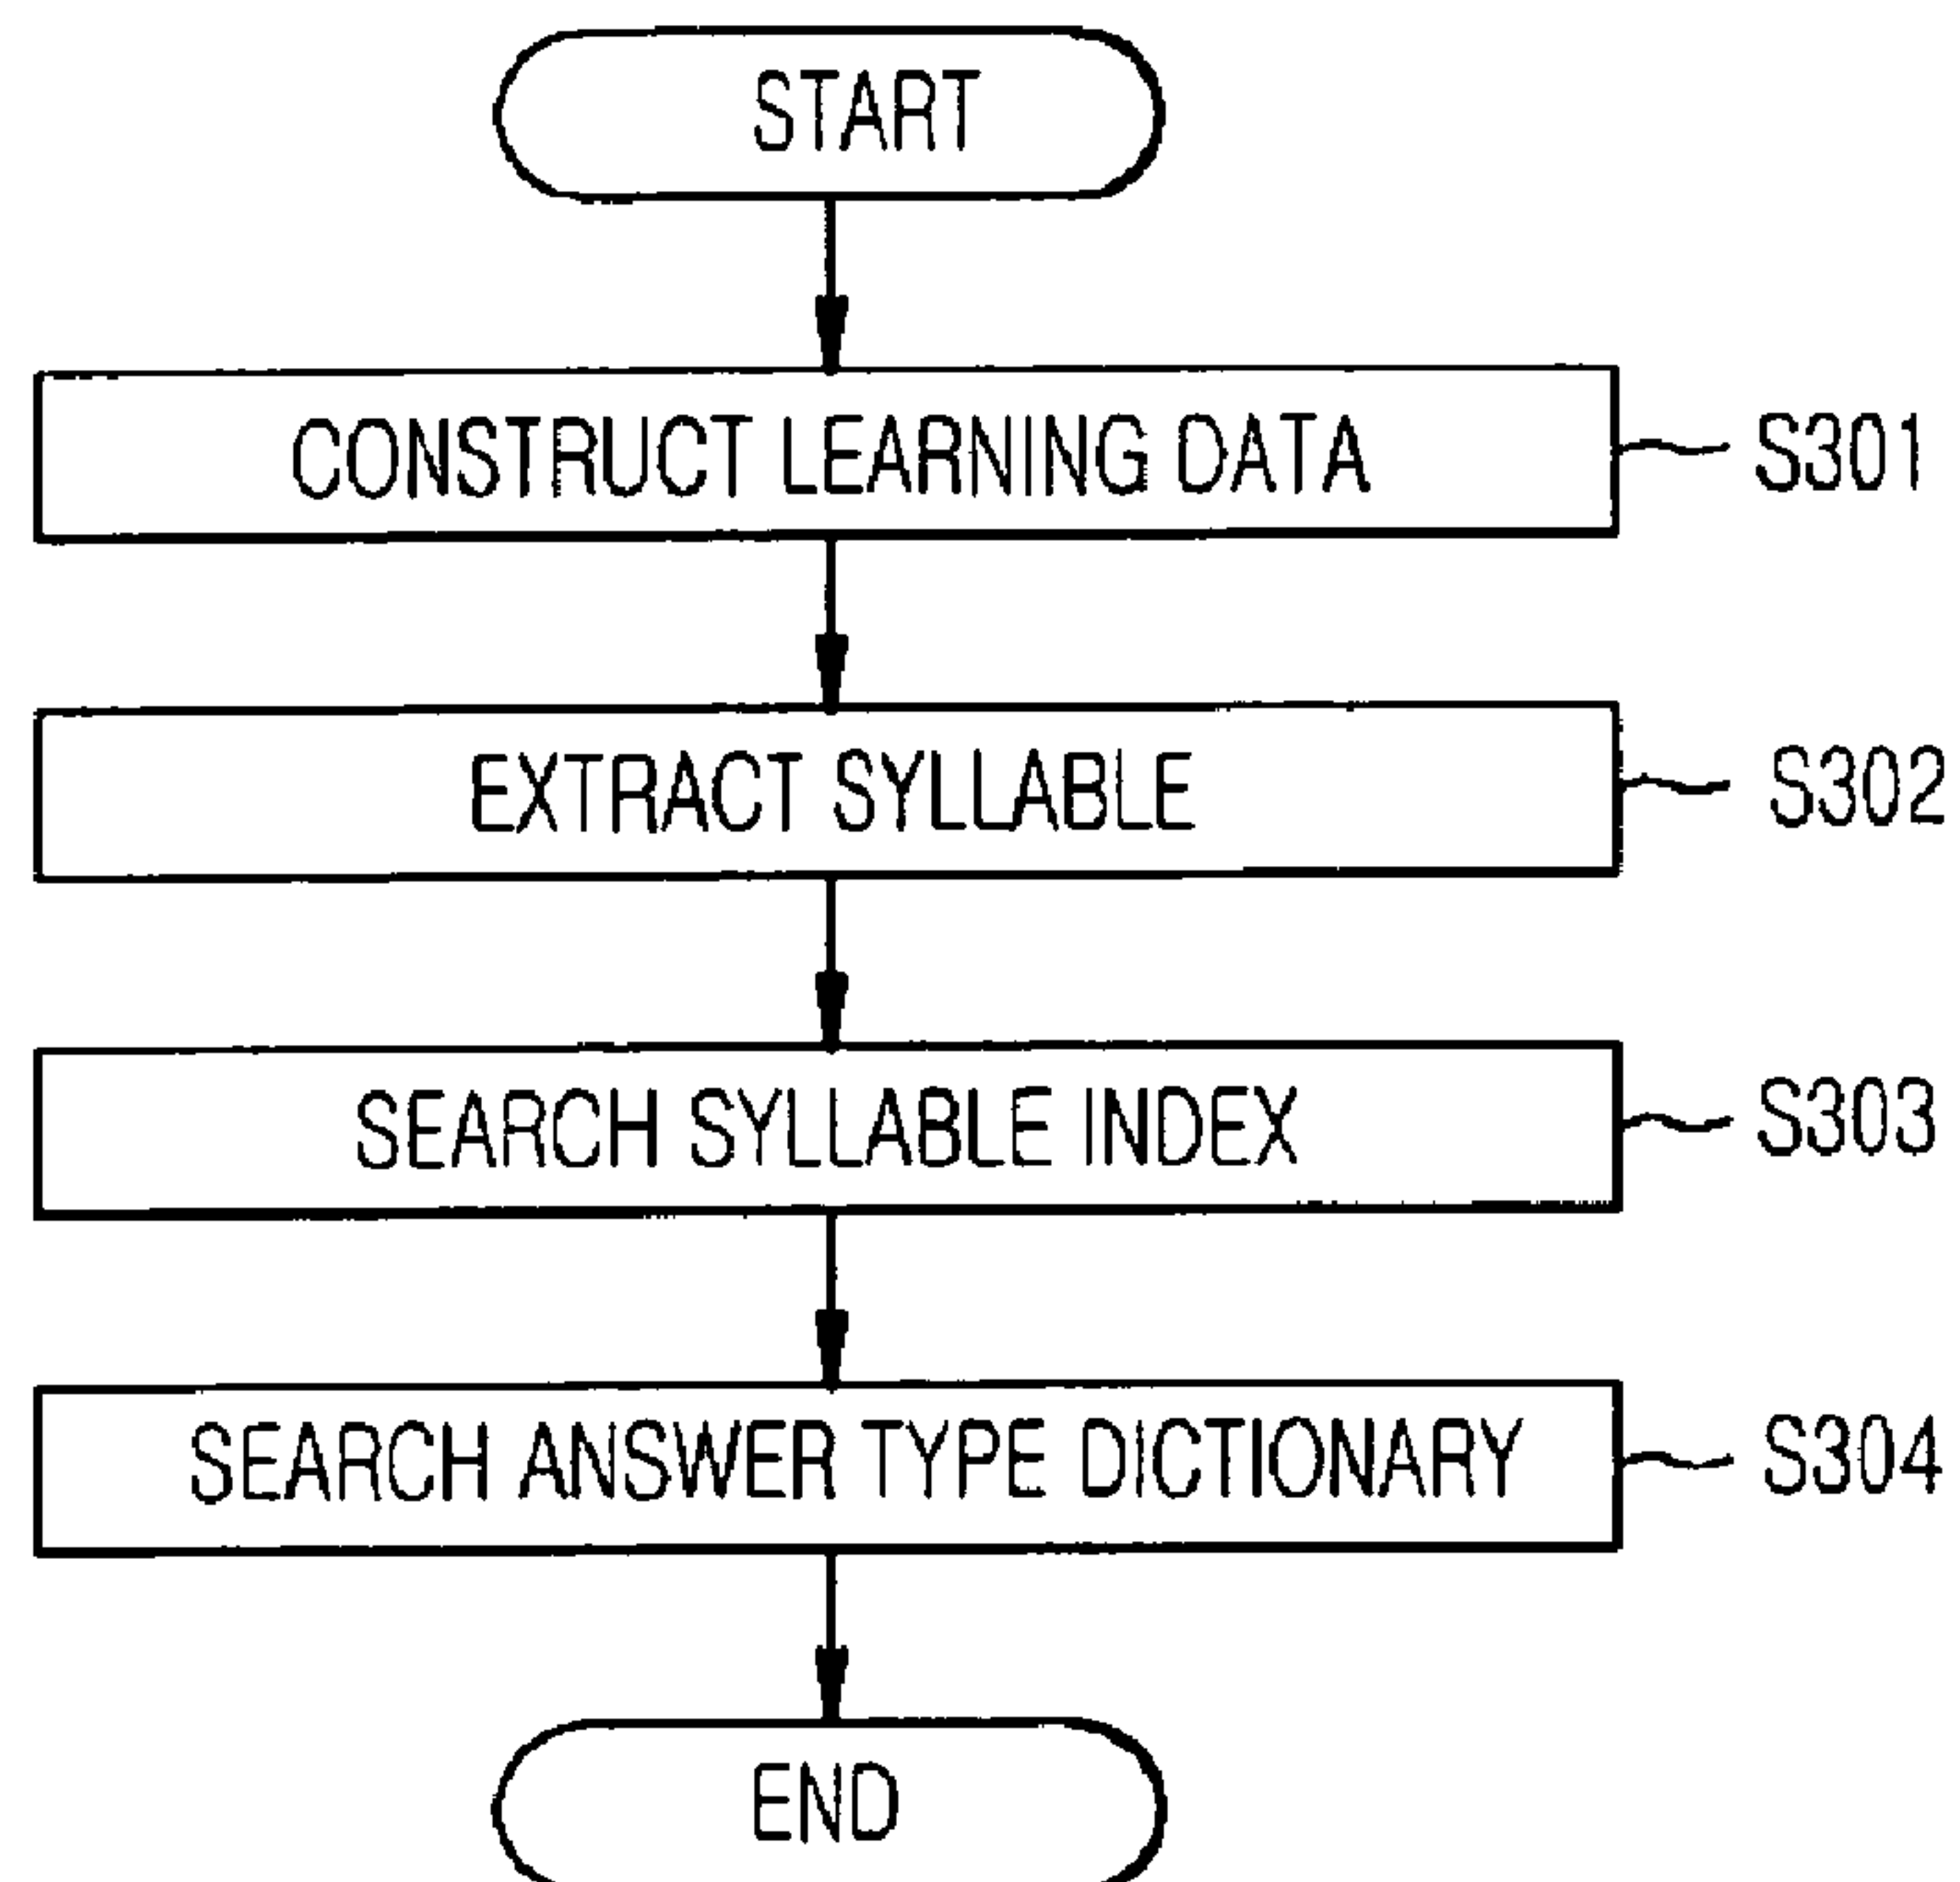 START
CONSTRUCT LEARNING DATA
S301
EXTRACT SYLLABLE
S302
SEARCH SYLLABLE INDEX
S303
SEARCH ANSWER TYPE DICTIONARY
S304
END